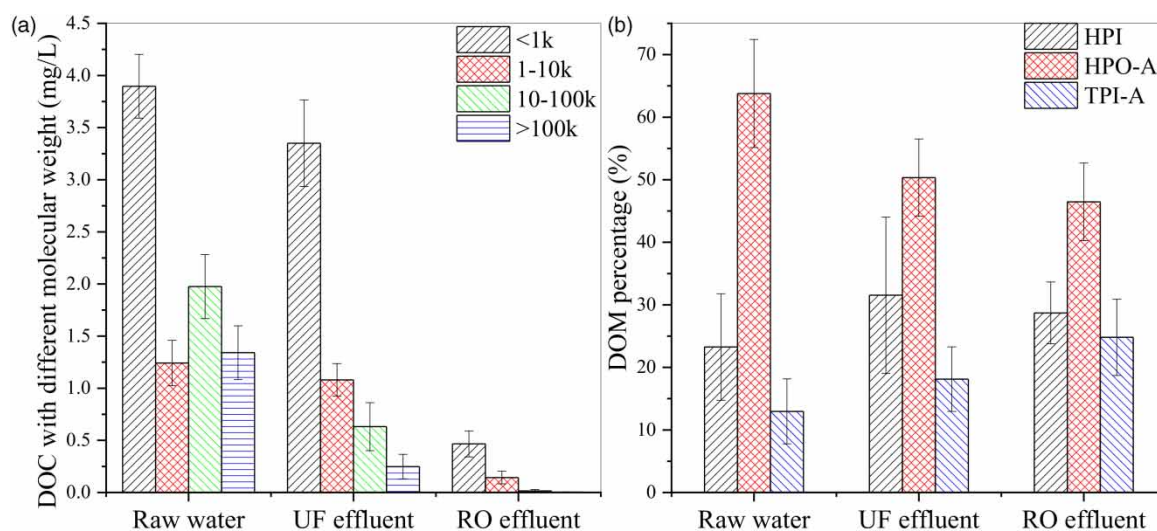 (a)
DOC with different molecular weight (mg/L)
4.5
4.0
3.5
3.0
2.5
2.0
1.5
1.0
0.5
0.0
<1k
1-10k
10-100k
>100k
Raw water
UF effluent
RO effluent
(b)
DOM percentage (%)
70
60
50
40
30
20
10
0
HPI
HPO-A
TPI-A
Raw water
UF effluent
RO effluent